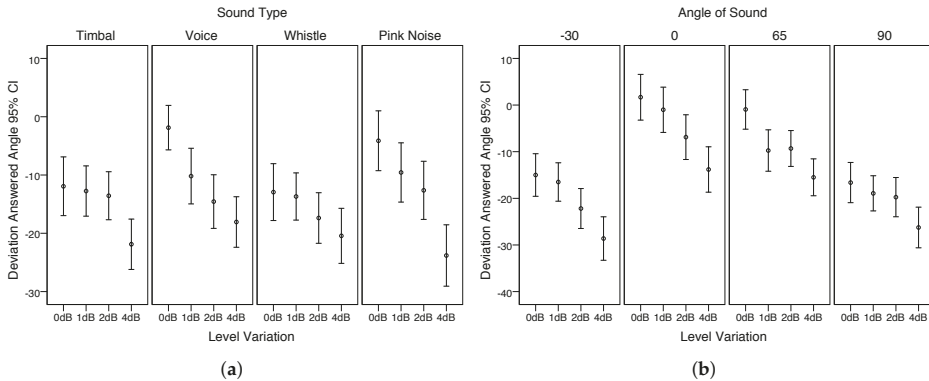 Sound Type
Timbal Voice Whistle Pink Noise
Deviation Answered Angle 95% CI
10
0
-10
-20
-30
0dB 1dB 2dB 4dB 0dB 1dB 2dB 4dB 0dB 1dB 2dB 4dB 0dB 1dB 2dB 4dB
Level Variation
(a)
Angle of Sound
-30 0 65 90
Deviation Answered Angle 95% CI
10
0
-10
-20
-30
-40
0dB 1dB 2dB 4dB 0dB 1dB 2dB 4dB 0dB 1dB 2dB 4dB 0dB 1dB 2dB 4dB
Level Variation
(b)